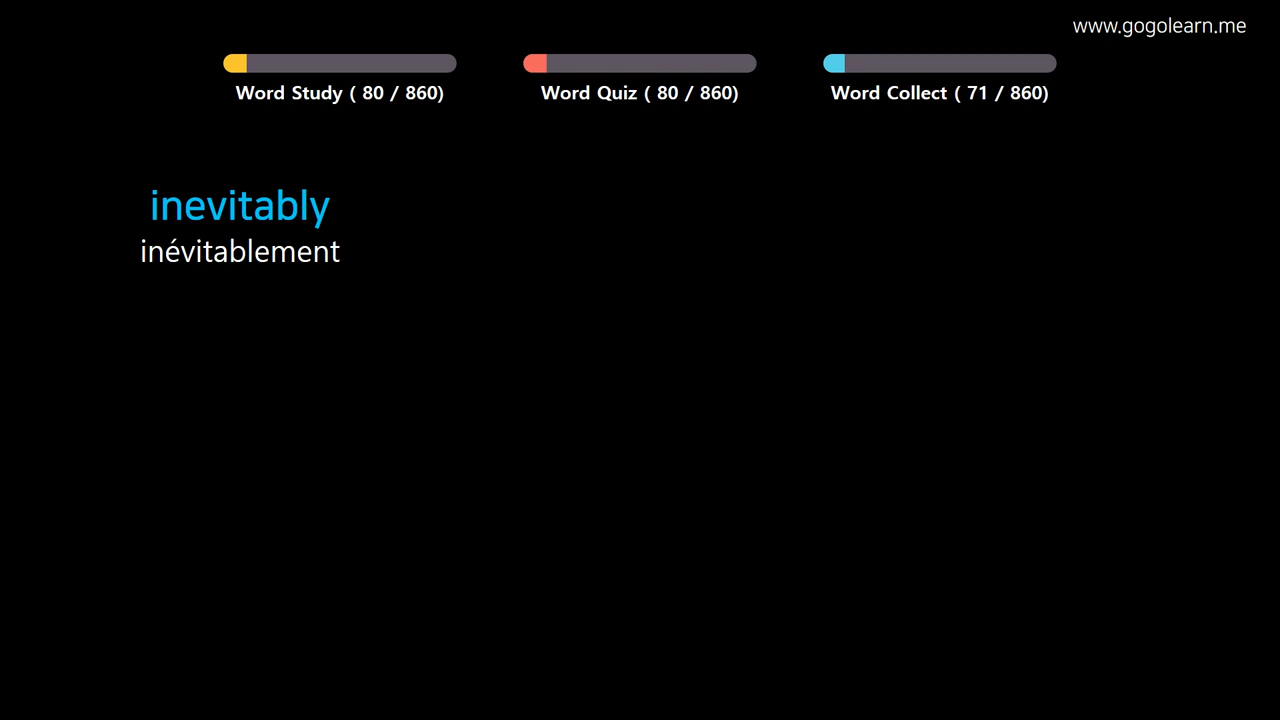 www.gogolearn.me
Word Study ( 80 / 860)
Word Quiz ( 80 / 860)
Word Collect ( 71 / 860)
inevitably
inévitablement